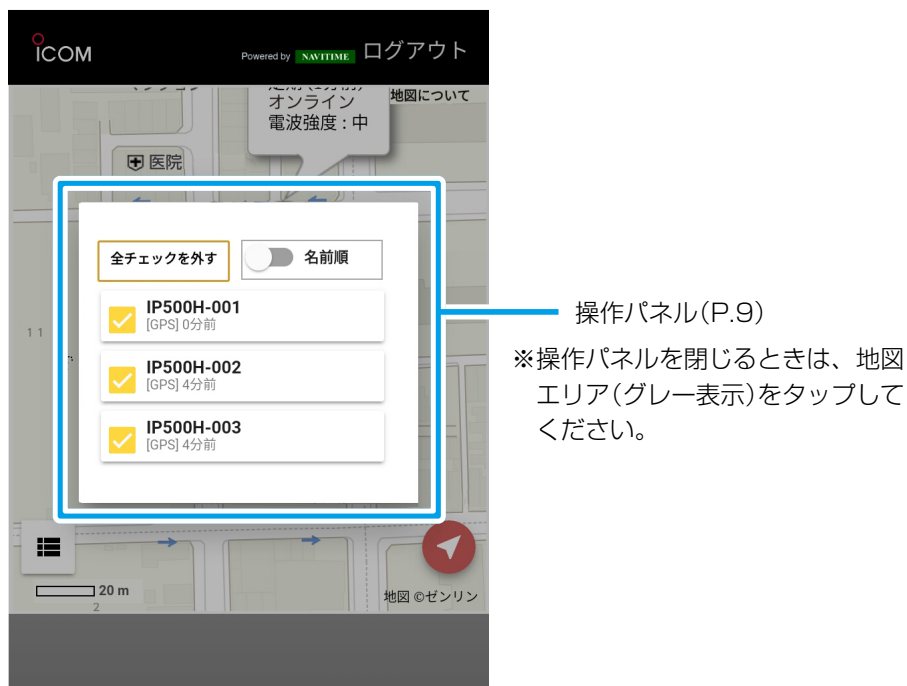 ICOM
Powered by NAVITIME ログアウト
オンライン
電波強度 : 中
地図について
医院
全チェックを外す
名前順
IP500H-001
[GPS] 0分前
IP500H-002
[GPS] 4分前
IP500H-003
[GPS] 4分前
11
20 m
2
地図 ©ゼンリン
操作パネル(P.9)
※操作パネルを閉じるときは、地図
エリア(グレー表示)をタップして
ください。